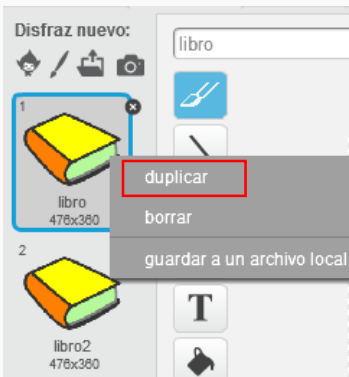 Disfraz nuevo:
libro
1
duplicar
libro
476x360
borrar
2
guardar a un archivo local
T
libro2
476x360